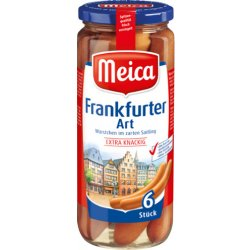 Meica
Frankfurter
Art
Würstchen im zarten Saitling
EXTRA KNACKIG
6
Stück